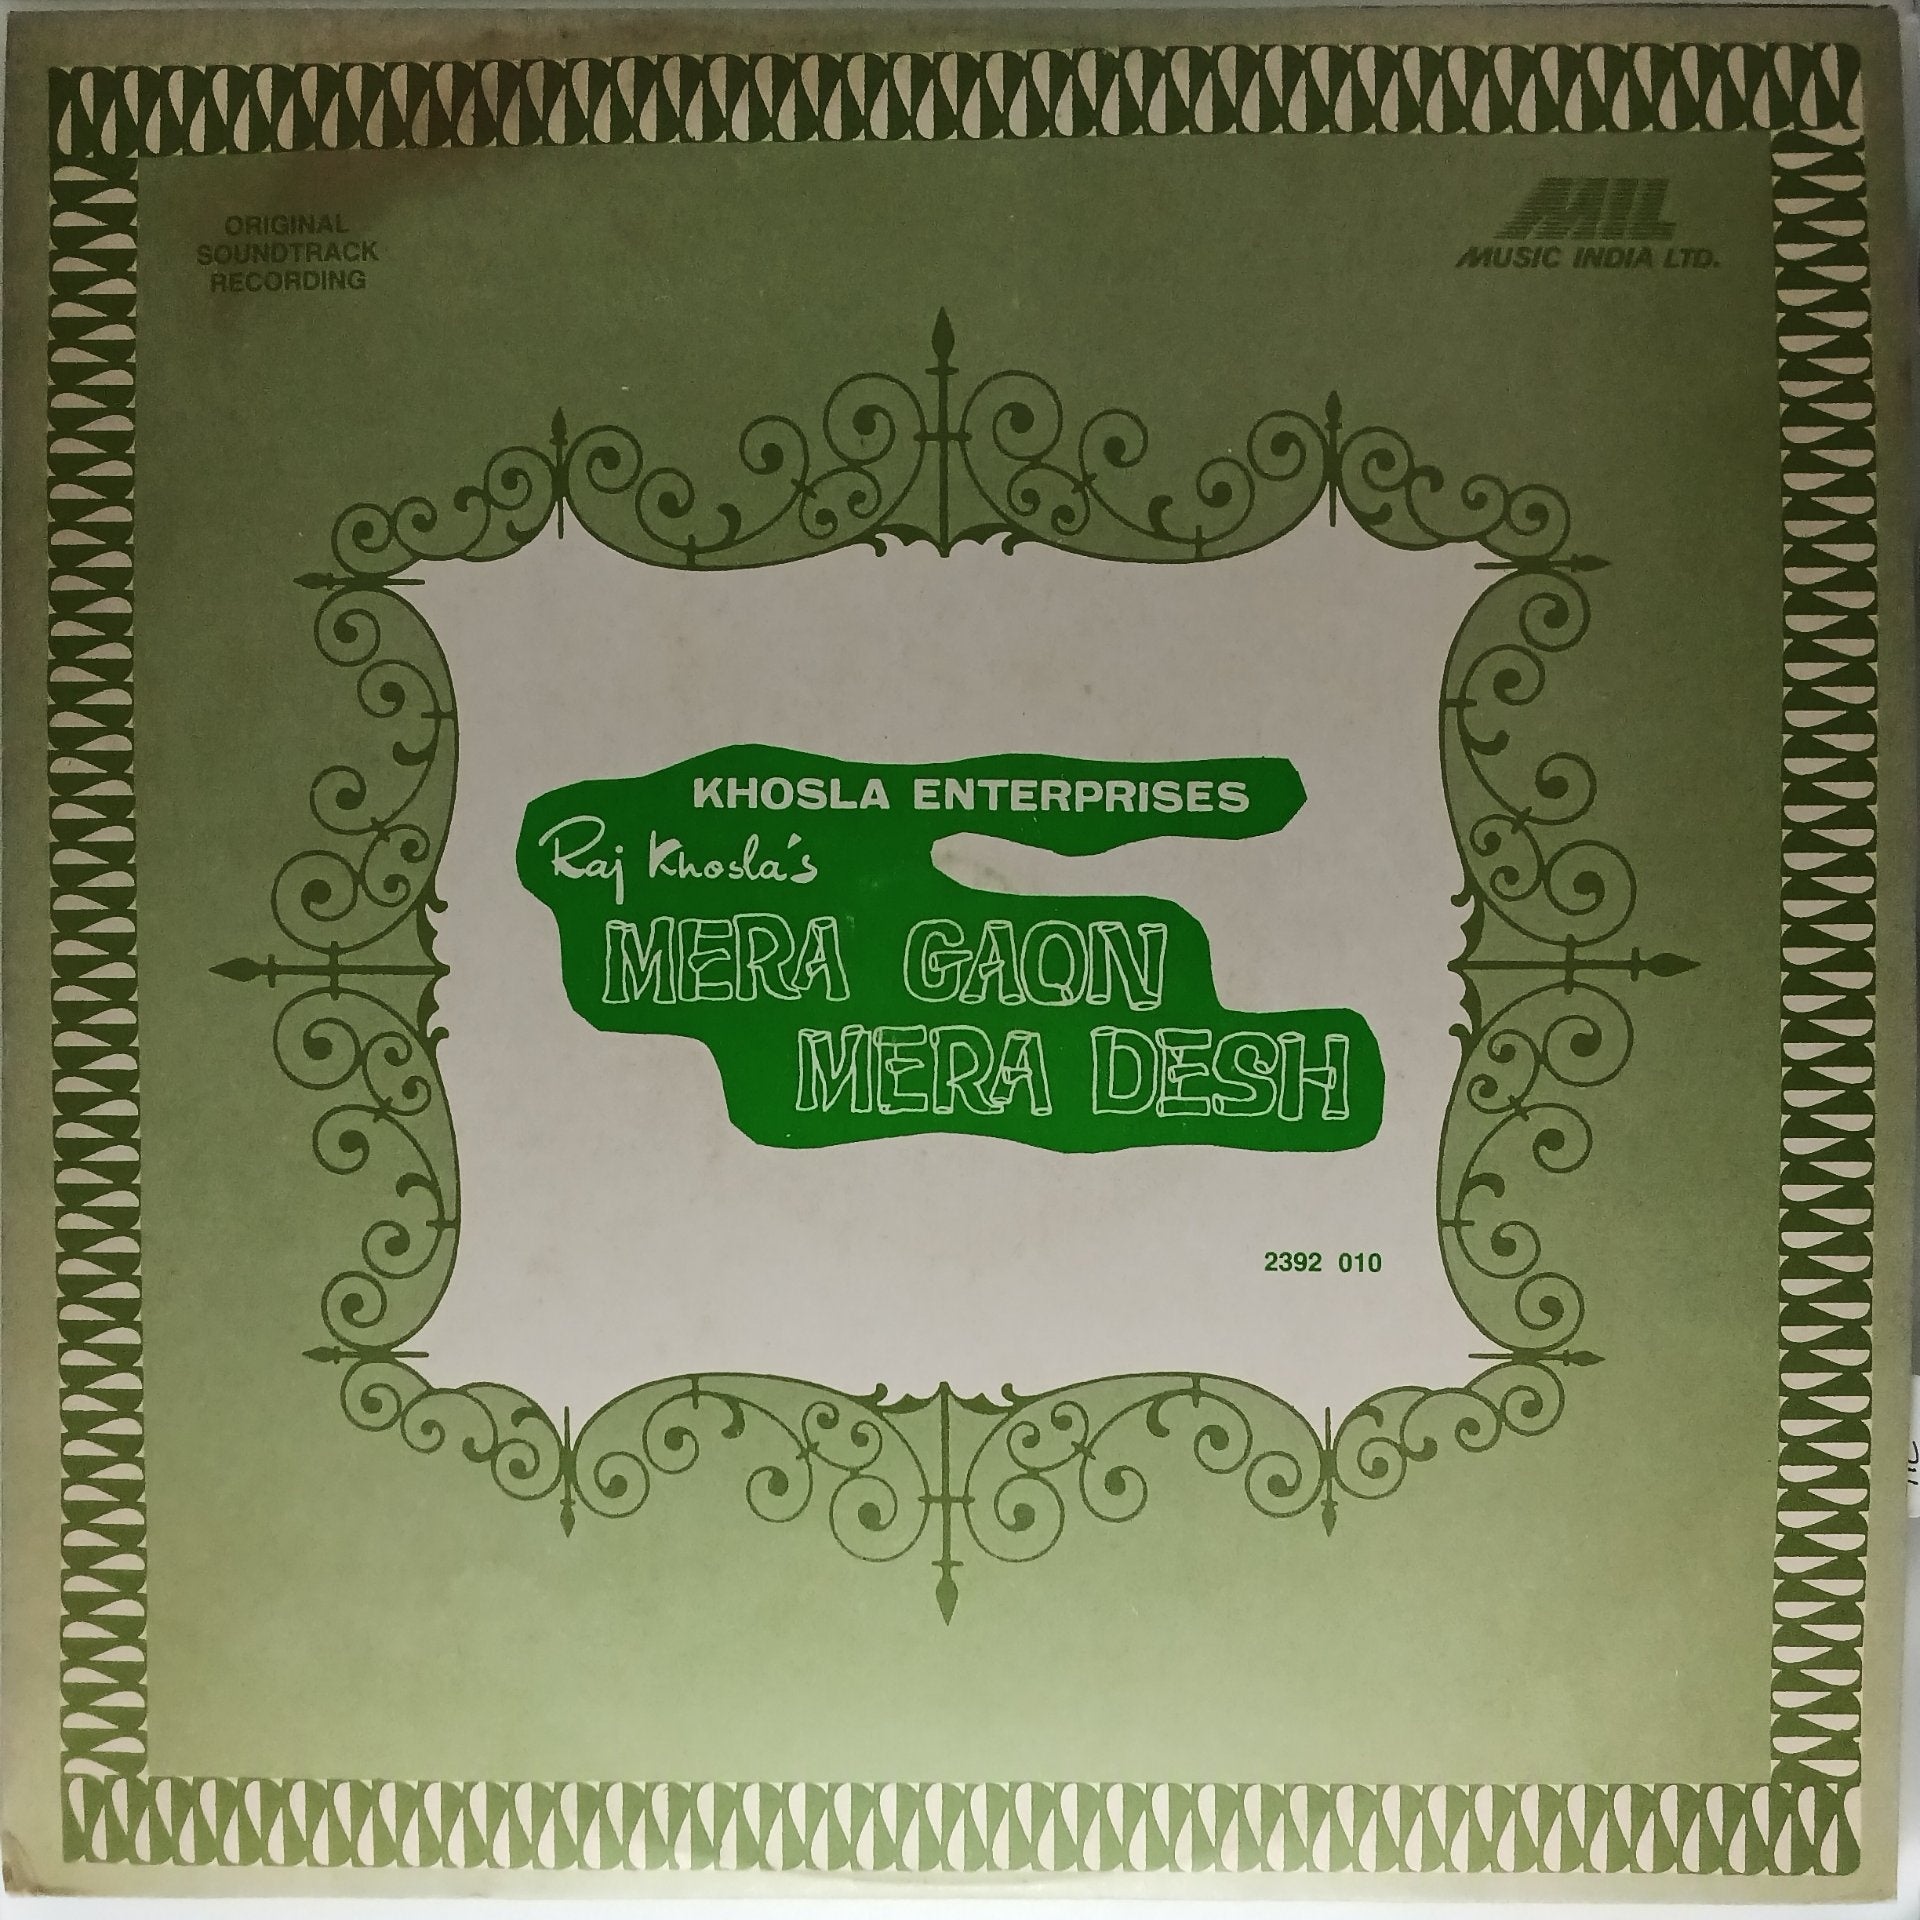 ORIGINAL
SOUNDTRACK
RECORDING
MIL
MUSIC INDIA LTD.
KHOSLA ENTERPRISES
Raj Khosla's
MERA GAON
MERA DESH
2392 010